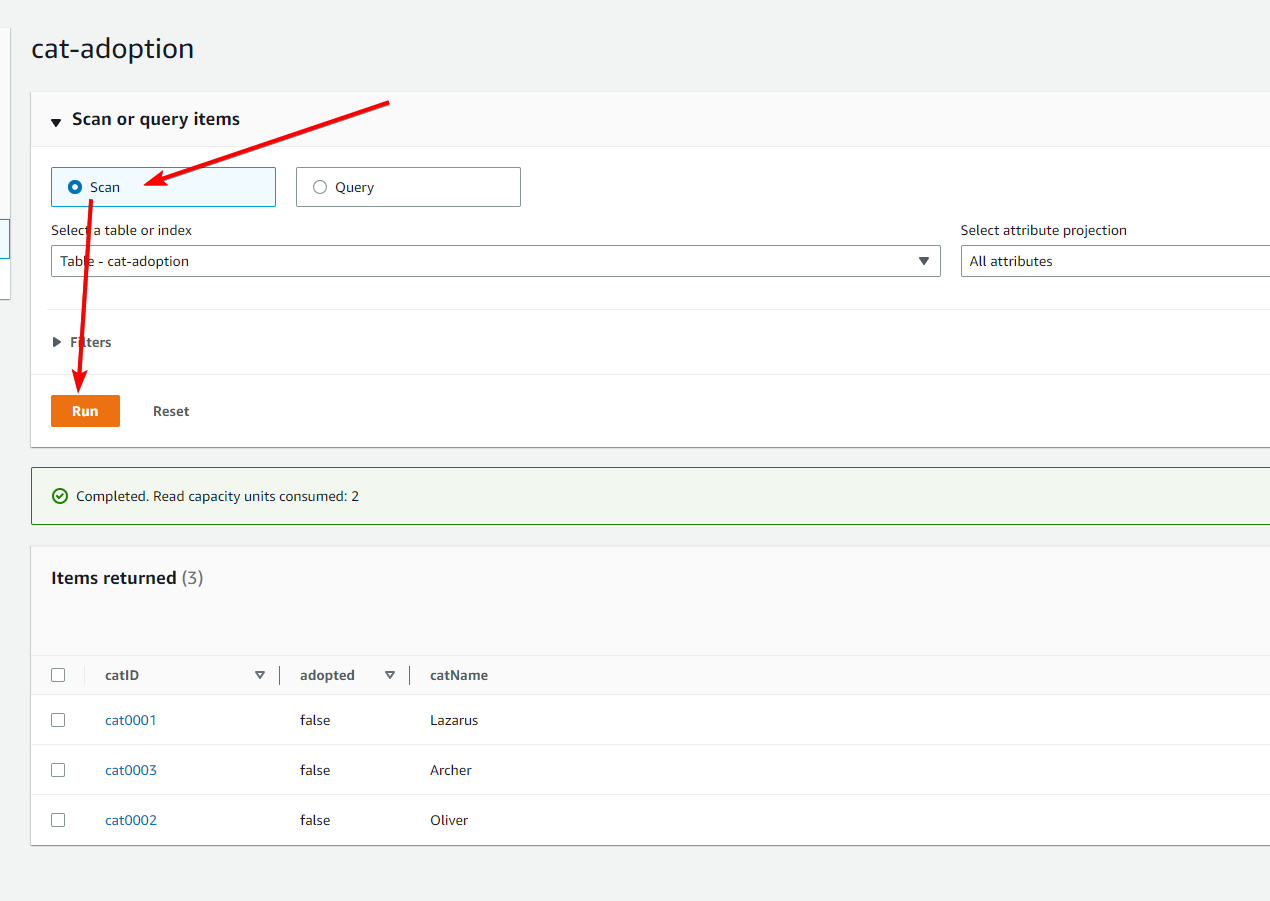 cat-adoption
Scan or query items
Scan Query
Select a table or index Select attribute projection
Table - cat-adoption All attributes
Filters
Run Reset
Completed. Read capacity units consumed: 2
Items returned (3)
catID adopted catName
cat0001 false Lazarus
cat0003 false Archer
cat0002 false Oliver